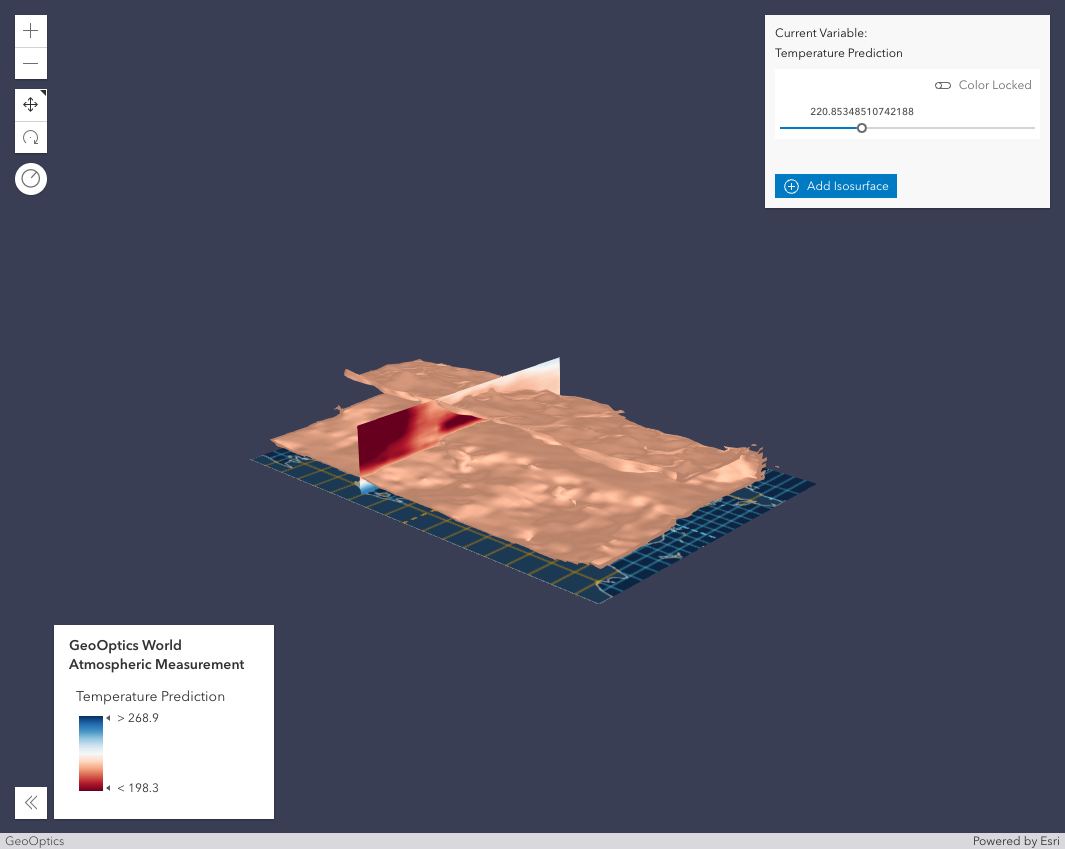 Current Variable:
Temperature Prediction
Color Locked
220.85348510742188
Add Isosurface
GeoOptics World
Atmospheric Measurement
Temperature Prediction
> 268.9
< 198.3
GeoOptics
Powered by Esri